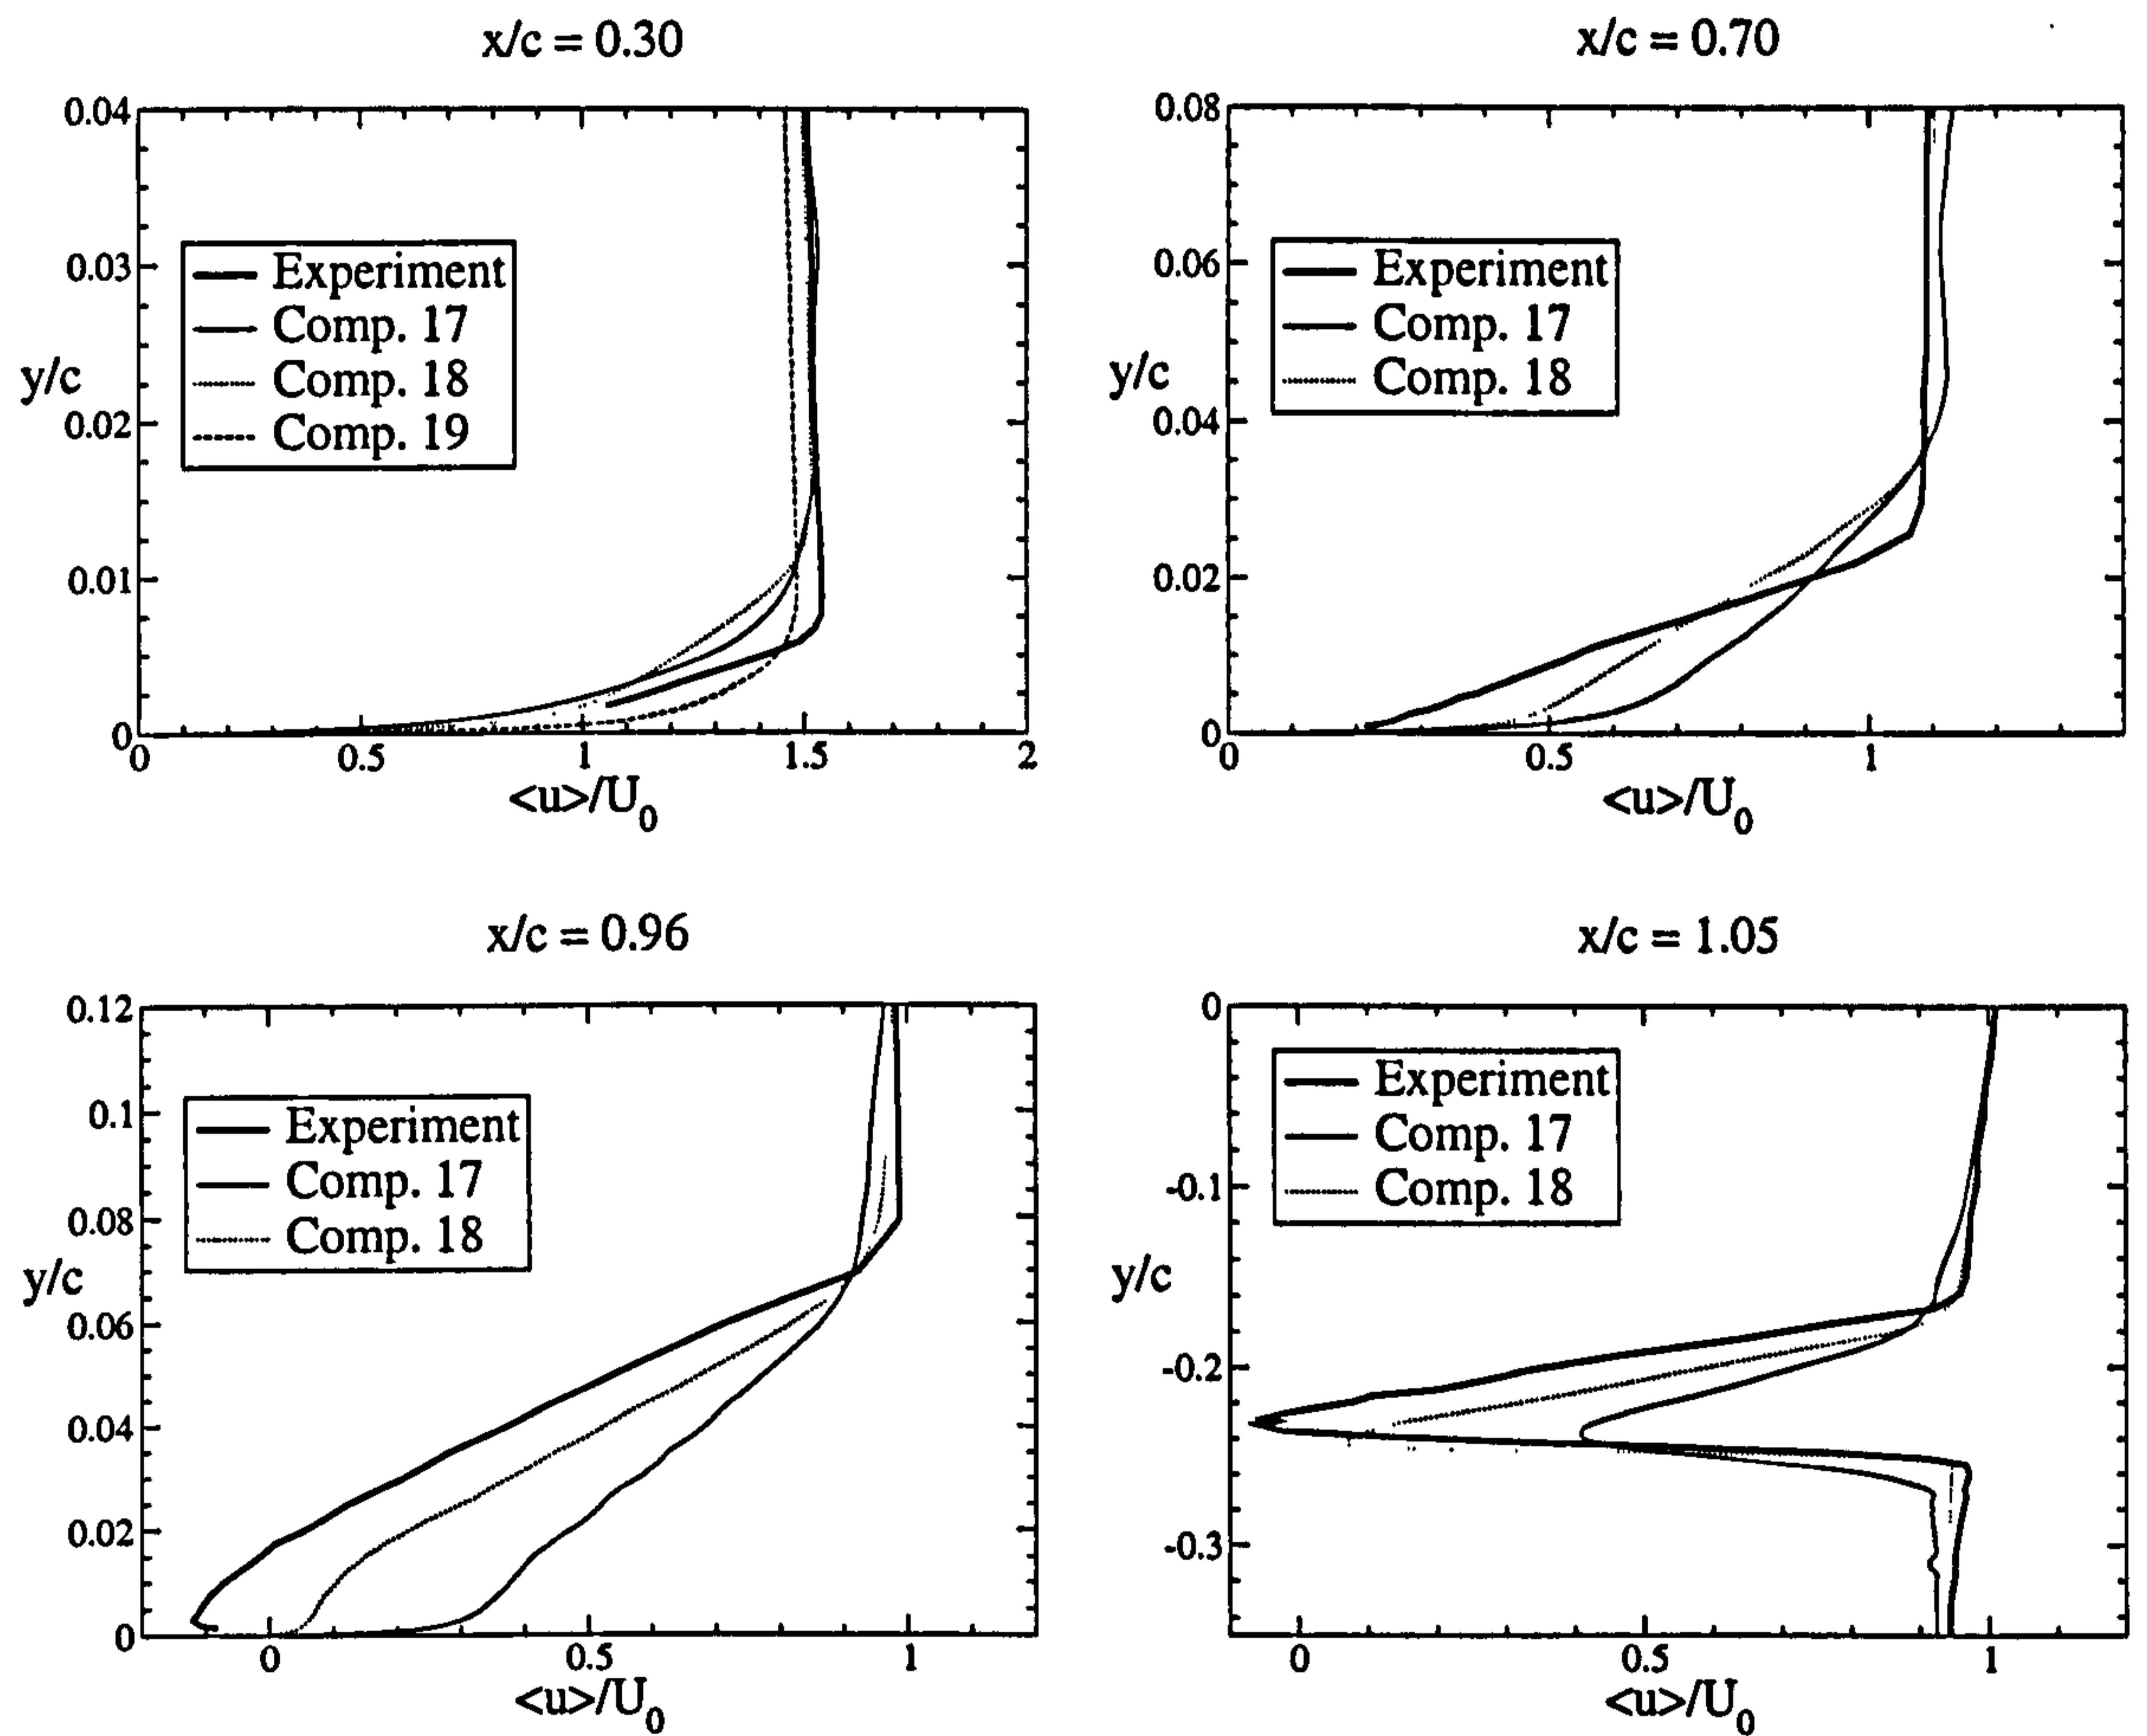 x/c = 0.30
0.04
0.03
0.02
0.01
0
y/c
Experiment
Comp. 17
Comp. 18
Comp. 19
0
0.5
1
1.5
2
<u>/U0
x/c = 0.70
0.08
0.06
0.04
0.02
0
y/c
Experiment
Comp. 17
Comp. 18
0
0.5
1
<u>/U0
x/c = 0.96
0.12
0.1
0.08
0.06
0.04
0.02
0
y/c
Experiment
Comp. 17
Comp. 18
0
0.5
1
<u>/U0
x/c = 1.05
0
-0.1
-0.2
-0.3
y/c
Experiment
Comp. 17
Comp. 18
0
0.5
1
<u>/U0